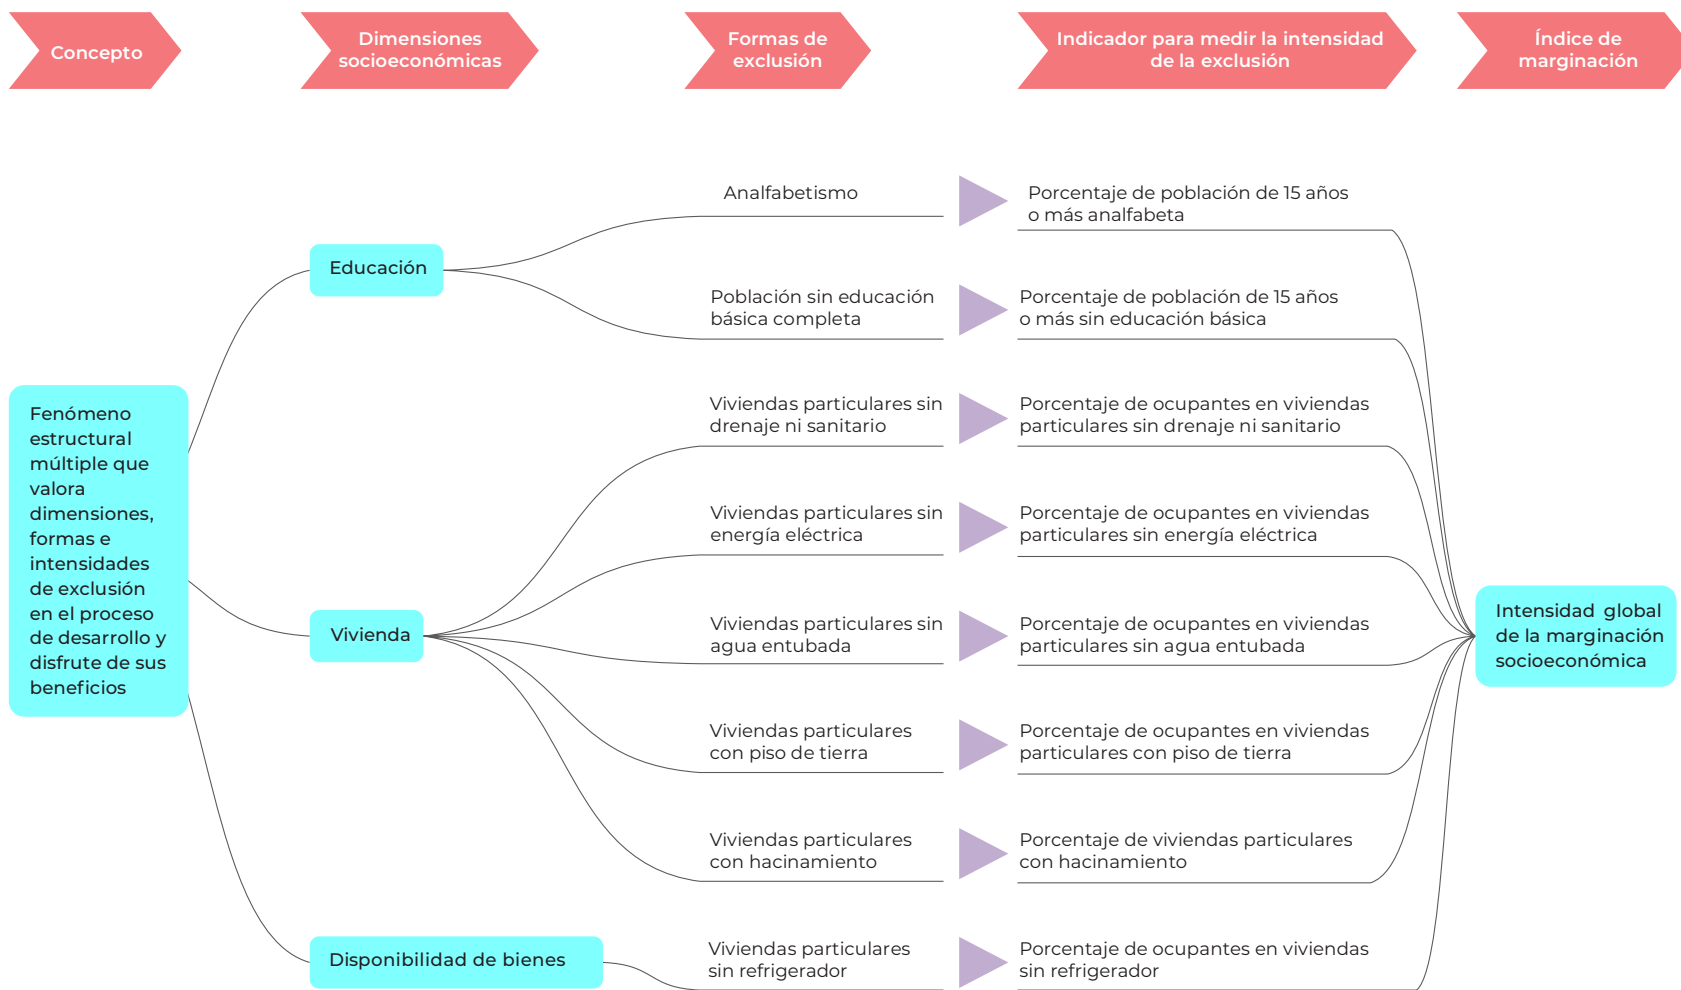 Concepto
Dimensiones
socioeconómicas
Formas de
exclusión
Indicador para medir la intensidad
de la exclusión
Índice de
marginación
Fenómeno
estructural
múltiple que
valora
dimensiones,
formas e
intensidades
de exclusión
en el proceso
de desarrollo y
disfrute de sus
beneficios
Educación
Analfabetismo
Porcentaje de población de 15 años
o más analfabeta
Población sin educación
básica completa
Porcentaje de población de 15 años
o más sin educación básica
Vivienda
Viviendas particulares sin
drenaje ni sanitario
Porcentaje de ocupantes en viviendas
particulares sin drenaje ni sanitario
Viviendas particulares sin
energía eléctrica
Porcentaje de ocupantes en viviendas
particulares sin energía eléctrica
Viviendas particulares sin
agua entubada
Porcentaje de ocupantes en viviendas
particulares sin agua entubada
Viviendas particulares
con piso de tierra
Porcentaje de ocupantes en viviendas
particulares con piso de tierra
Viviendas particulares
con hacinamiento
Porcentaje de viviendas particulares
con hacinamiento
Disponibilidad de bienes
Viviendas particulares
sin refrigerador
Porcentaje de ocupantes en viviendas
sin refrigerador
Intensidad global
de la marginación
socioeconómica